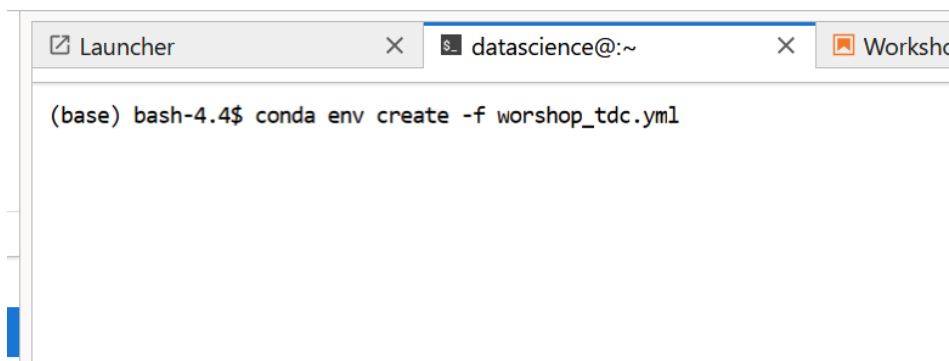 Launcher
datascience@:~
Worksho
(base) bash-4.4$ conda env create -f worshop_tdc.yml